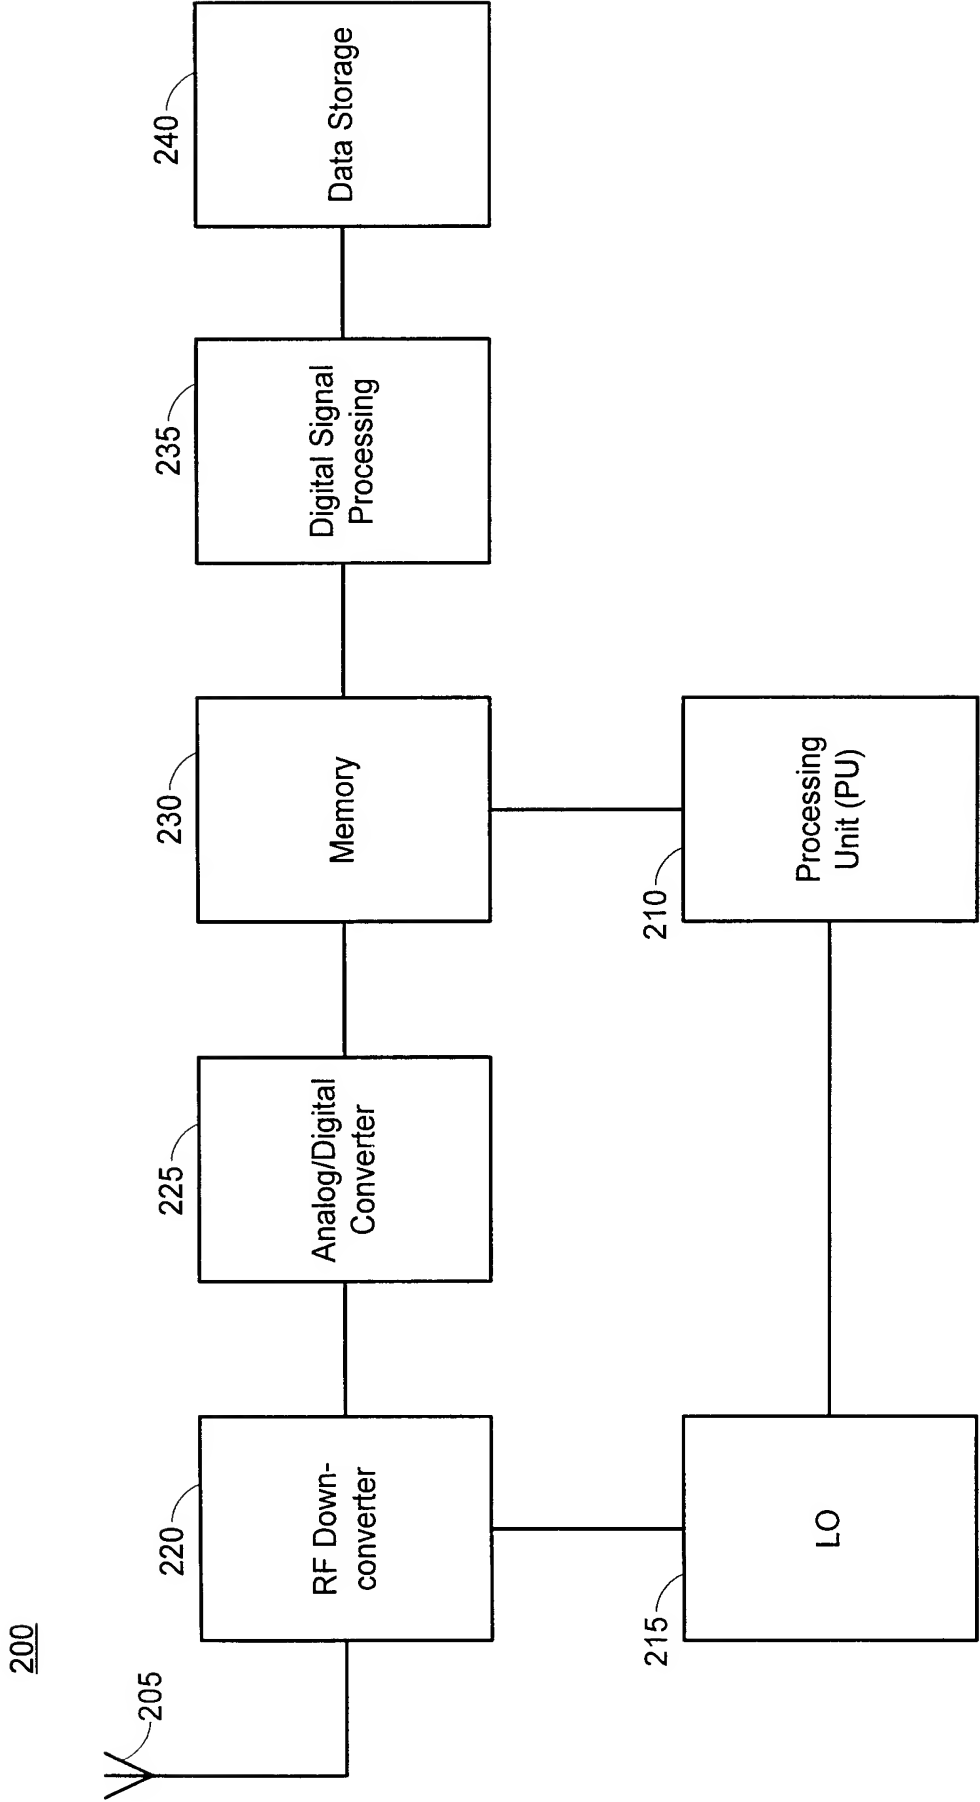 200
205
220
RF Down-
converter
225
Analog/Digital
Converter
230
Memory
235
Digital Signal
Processing
240
Data Storage
215
LO
210
Processing
Unit (PU)